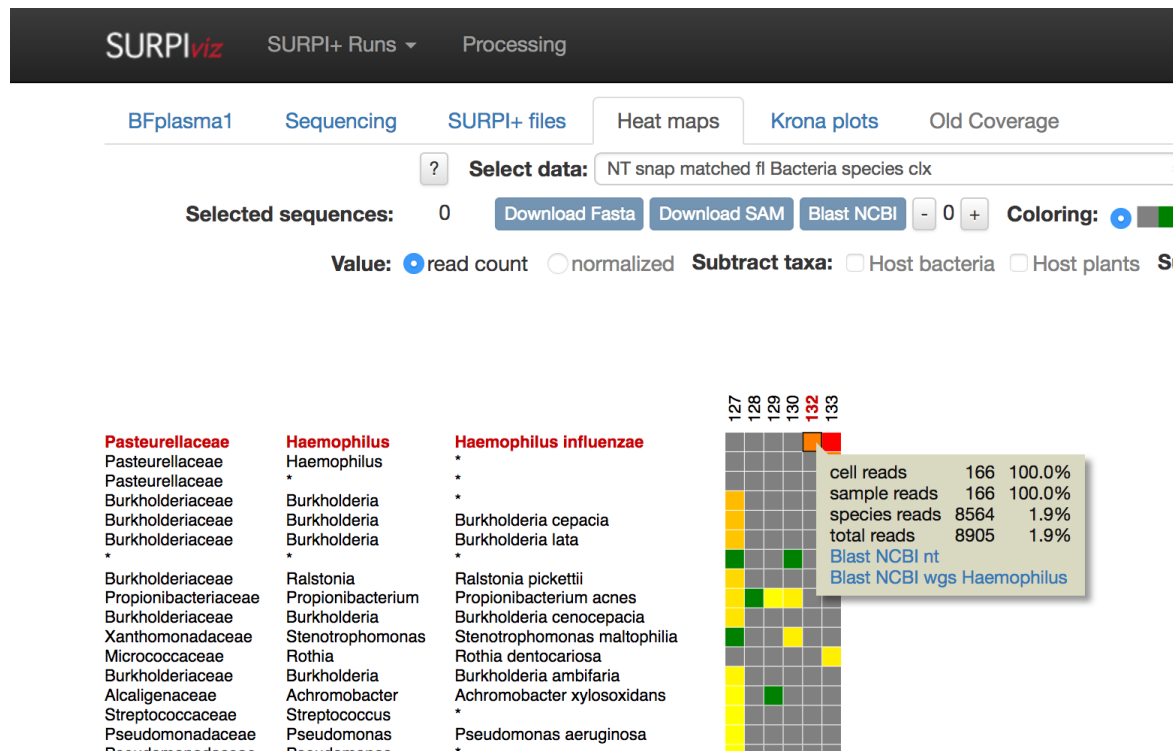 SURPIviz SURPI+ Runs Processing
BFplasma1 Sequencing SURPI+ files Heat maps Krona plots Old Coverage
? Select data: NT snap matched fl Bacteria species clx
Selected sequences: 0 Download Fasta Download SAM Blast NCBI - 0 + Coloring:
Value: read count normalized Subtract taxa: Host bacteria Host plants
127 128 129 130 132 133
Pasteurellaceae Haemophilus Haemophilus influenzae
Pasteurellaceae Haemophilus *
Pasteurellaceae * *
Burkholderiaceae Burkholderia *
Burkholderiaceae Burkholderia Burkholderia cepacia
Burkholderiaceae Burkholderia Burkholderia lata
* * *
Burkholderiaceae Ralstonia Ralstonia pickettii
Propionibacteriaceae Propionibacterium Propionibacterium acnes
Burkholderiaceae Burkholderia Burkholderia cenocepacia
Xanthomonadaceae Stenotrophomonas Stenotrophomonas maltophilia
Micrococcaceae Rothia Rothia dentocariosa
Burkholderiaceae Burkholderia Burkholderia ambifaria
Alcaligenaceae Achromobacter Achromobacter xylosoxidans
Streptococcaceae Streptococcus *
Pseudomonadaceae Pseudomonas Pseudomonas aeruginosa
cell reads 166 100.0%
sample reads 166 100.0%
species reads 8564 1.9%
total reads 8905 1.9%
Blast NCBI nt
Blast NCBI wgs Haemophilus